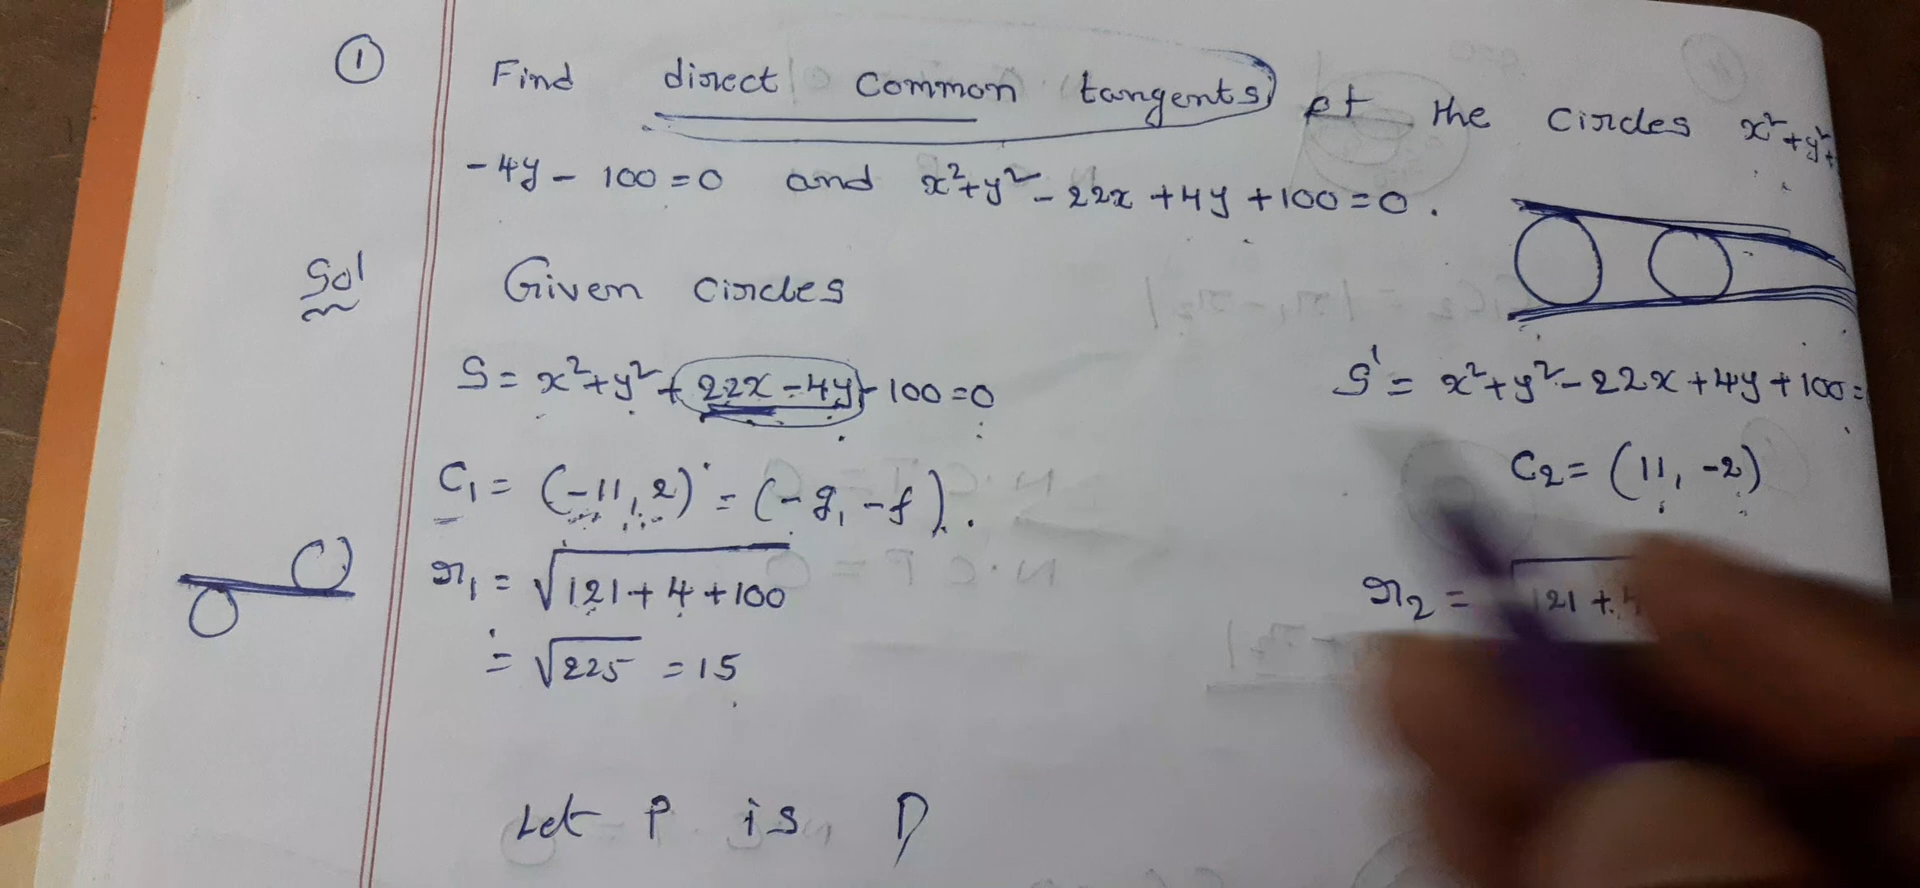 ① Find direct common tangents of the circles x²+y²+
-4y - 100 = 0 and x²+y² - 22x + 4y + 100 = 0.
Sol Given circles
S = x²+y² + 22x - 4y - 100 = 0 S' = x²+y² - 22x + 4y + 100 =
C₁ = (-11, 2) = (-g, -f). C₂ = (11, -2)
r₁ = √121 + 4 + 100 r₂ = √121 +
= √225 = 15
Let P is D